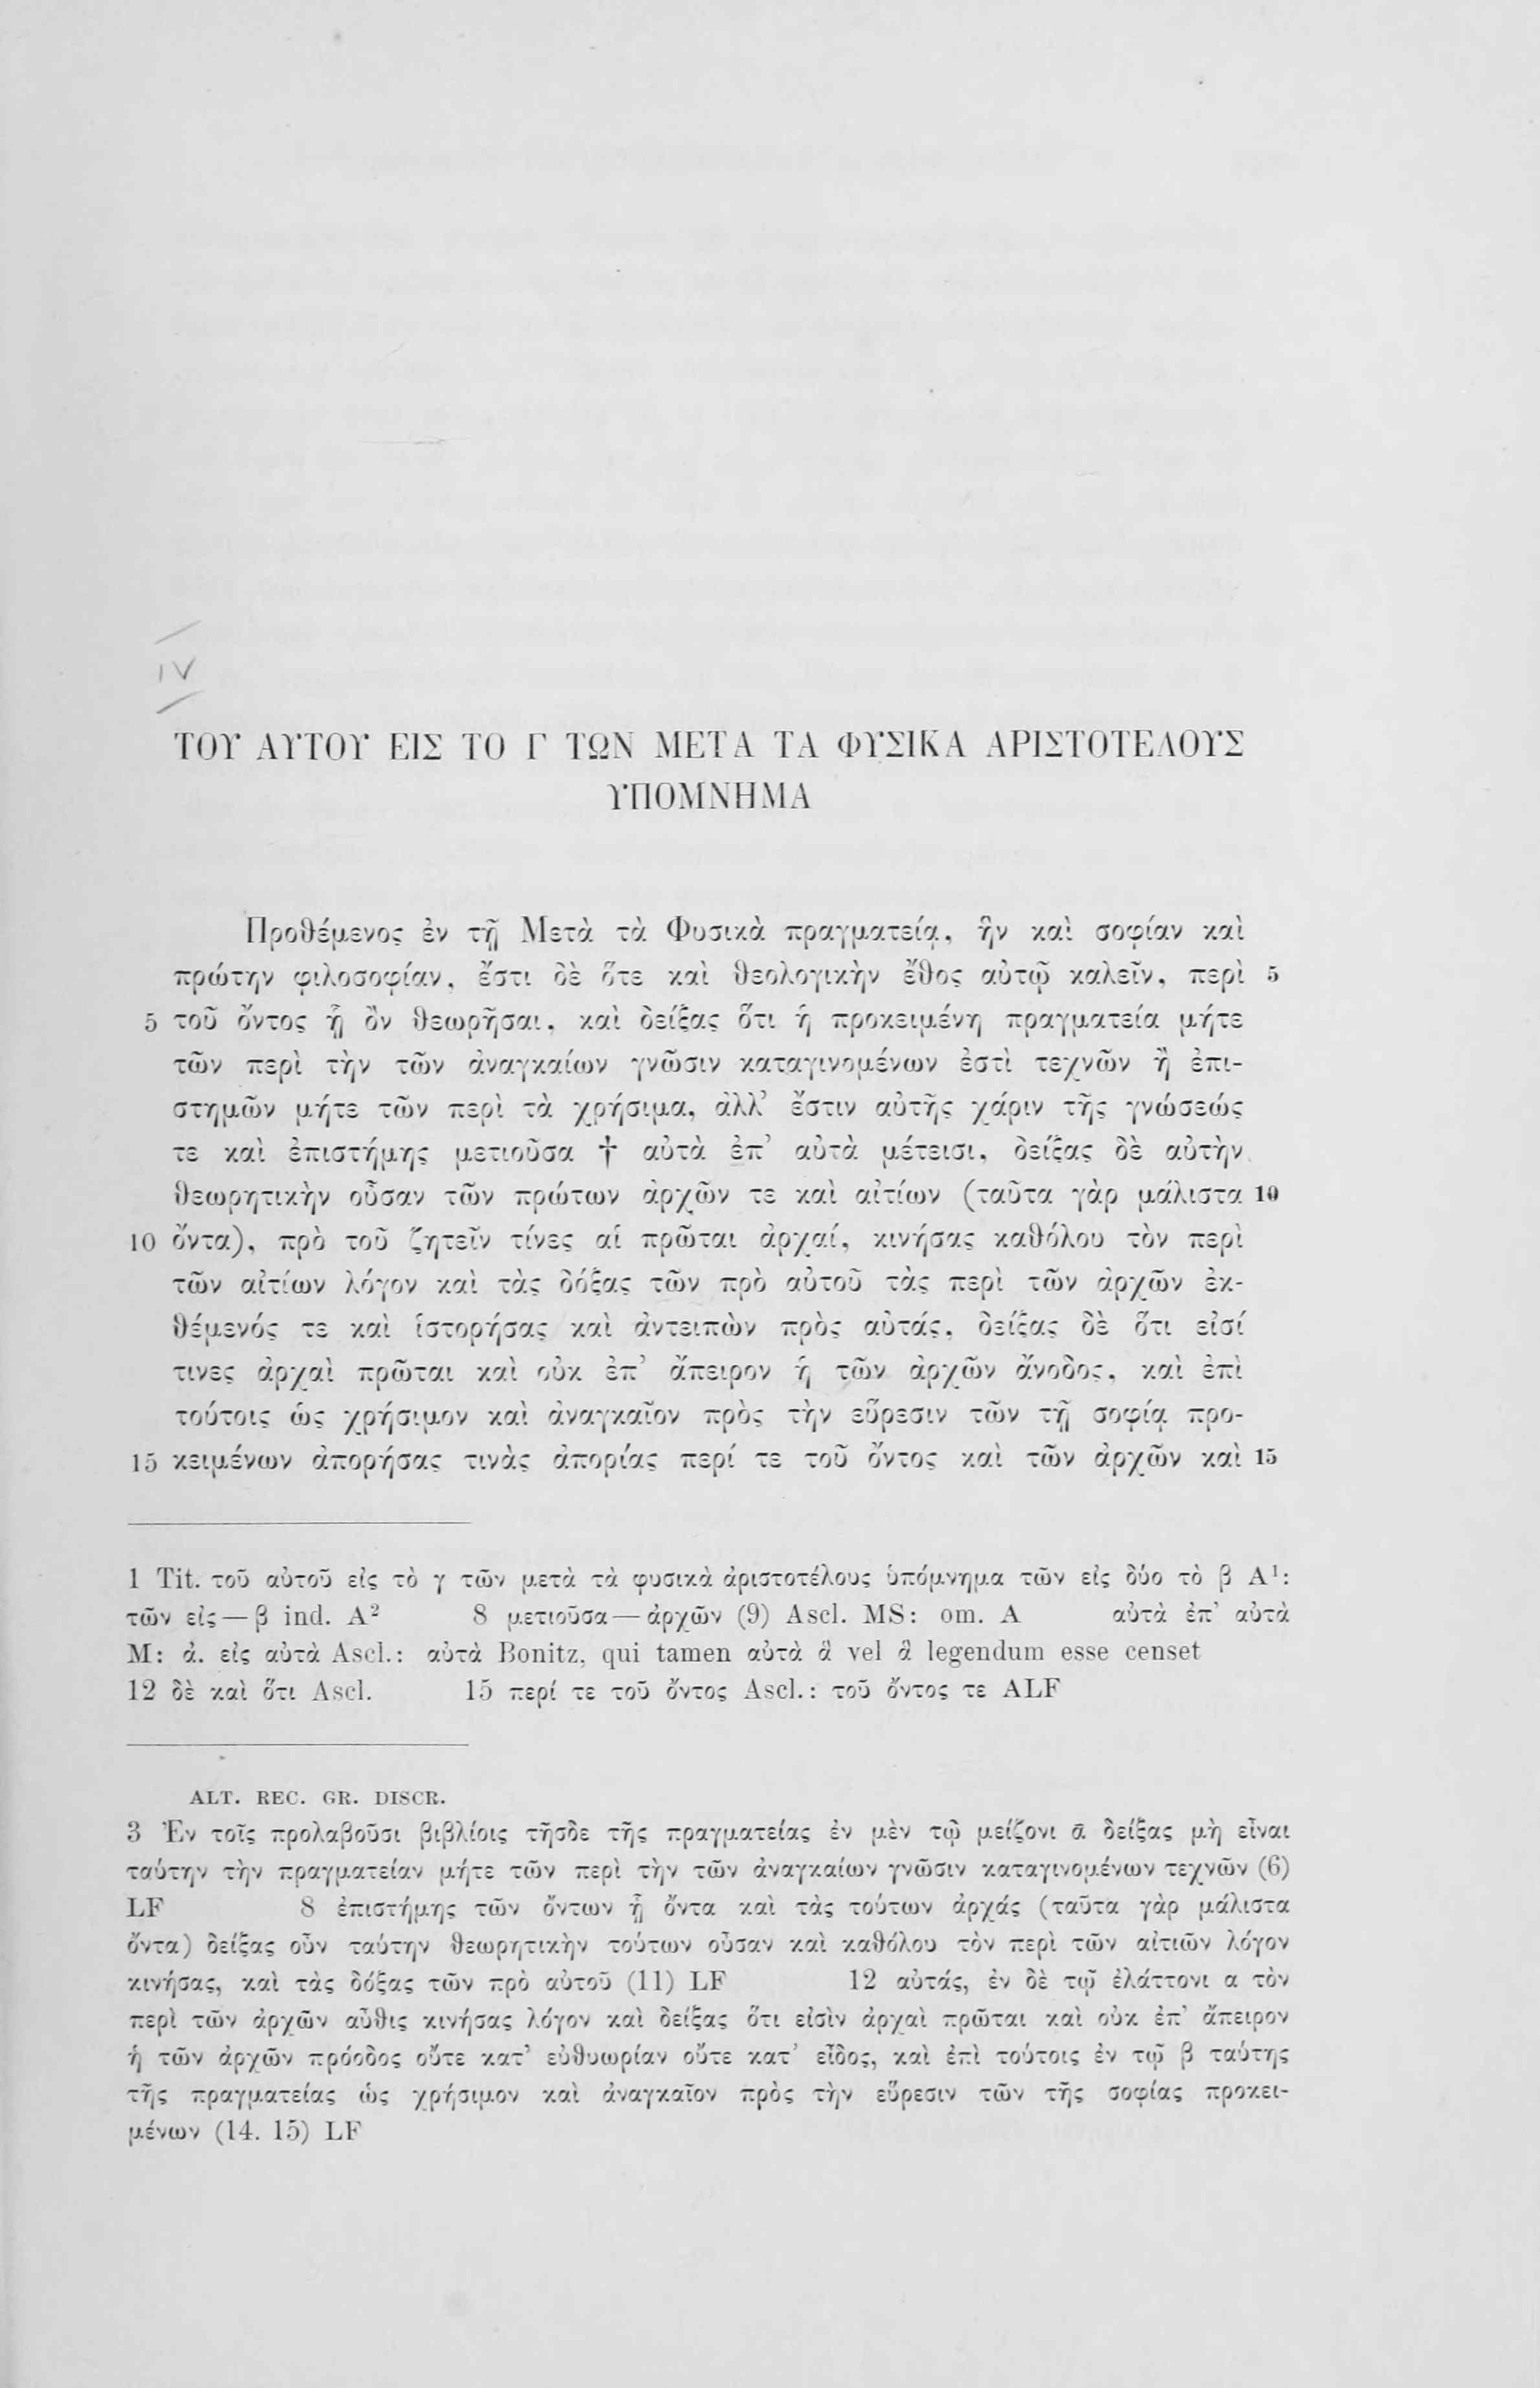 IV
ΤΟΥ ΑΥΤΟΥ ΕΙΣ ΤΟ Γ ΤΩΝ ΜΕΤΑ ΤΑ ΦΥΣΙΚΑ ΑΡΙΣΤΟΤΕΛΟΥΣ
ΥΠΟΜΝΗΜΑ
Προθέμενος ἐν τῇ Μετὰ τὰ Φυσικὰ πραγματείᾳ, ἣν καὶ σοφίαν καὶ
πρώτην φιλοσοφίαν, ἔστι δὲ ὅτε καὶ θεολογικὴν ἔθος αὐτῷ καλεῖν, περὶ 5
5 τοῦ ὄντος ᾗ ὂν θεωρῆσαι, καὶ δείξας ὅτι ἡ προκειμένη πραγματεία μήτε
τῶν περὶ τὴν τῶν ἀναγκαίων γνῶσιν καταγινομένων ἐστὶ τεχνῶν ἢ ἐπι-
στημῶν μήτε τῶν περὶ τὰ χρήσιμα, ἀλλ' ἔστιν αὐτῆς χάριν τῆς γνώσεώς
τε καὶ ἐπιστήμης μετιοῦσα † αὐτὰ ἐπ' αὐτὰ μέτεισι, δείξας δὲ αὐτὴν
θεωρητικὴν οὖσαν τῶν πρώτων ἀρχῶν τε καὶ αἰτίων (ταῦτα γὰρ μάλιστα 10
10 ὄντα), πρὸ τοῦ ζητεῖν τίνες αἱ πρῶται ἀρχαί, κινήσας καθόλου τὸν περὶ
τῶν αἰτίων λόγον καὶ τὰς δόξας τῶν πρὸ αὐτοῦ τὰς περὶ τῶν ἀρχῶν ἐκ-
θέμενός τε καὶ ἱστορήσας καὶ ἀντειπὼν πρὸς αὐτάς, δείξας δὲ ὅτι εἰσί
τινες ἀρχαὶ πρῶται καὶ οὐκ ἐπ' ἄπειρον ἡ τῶν ἀρχῶν ἄνοδος, καὶ ἐπὶ
τούτοις ὡς χρήσιμον καὶ ἀναγκαῖον πρὸς τὴν εὕρεσιν τῶν τῇ σοφίᾳ προ-
15 κειμένων ἀπορήσας τινὰς ἀπορίας περί τε τοῦ ὄντος καὶ τῶν ἀρχῶν καὶ 15
1 Tit. τοῦ αὐτοῦ εἰς τὸ γ τῶν μετὰ τὰ φυσικὰ ἀριστοτέλους ὑπόμνημα τῶν εἰς δύο τὸ β A¹:
τῶν εἰς — β ind. A² 8 μετιοῦσα — ἀρχῶν (9) Ascl. MS: om. A αὐτὰ ἐπ' αὐτὰ
M: ἀ. εἰς αὐτὰ Ascl.: αὐτὰ Bonitz, qui tamen αὐτὰ ἃ vel ἃ legendum esse censet
12 δὲ καὶ ὅτι Ascl. 15 περί τε τοῦ ὄντος Ascl.: τοῦ ὄντος τε ALF
ALT. REC. GR. DISCR.
3 Ἐν τοῖς προλαβοῦσι βιβλίοις τῆσδε τῆς πραγματείας ἐν μὲν τῷ μείζονι ᾱ δείξας μὴ εἶναι
ταύτην τὴν πραγματείαν μήτε τῶν περὶ τὴν τῶν ἀναγκαίων γνῶσιν καταγινομένων τεχνῶν (6)
LF 8 ἐπιστήμης τῶν ὄντων ᾗ ὄντα καὶ τὰς τούτων ἀρχάς (ταῦτα γὰρ μάλιστα
ὄντα) δείξας οὖν ταύτην θεωρητικὴν τούτων οὖσαν καὶ καθόλου τὸν περὶ τῶν αἰτιῶν λόγον
κινήσας, καὶ τὰς δόξας τῶν πρὸ αὐτοῦ (11) LF 12 αὐτάς, ἐν δὲ τῷ ἐλάττονι α τὸν
περὶ τῶν ἀρχῶν αὖθις κινήσας λόγον καὶ δείξας ὅτι εἰσὶν ἀρχαὶ πρῶται καὶ οὐκ ἐπ' ἄπειρον
ἡ τῶν ἀρχῶν πρόοδος οὔτε κατ' εὐθυωρίαν οὔτε κατ' εἶδος, καὶ ἐπὶ τούτοις ἐν τῷ β ταύτης
τῆς πραγματείας ὡς χρήσιμον καὶ ἀναγκαῖον πρὸς τὴν εὕρεσιν τῶν τῆς σοφίας προκει-
μένων (14. 15) LF